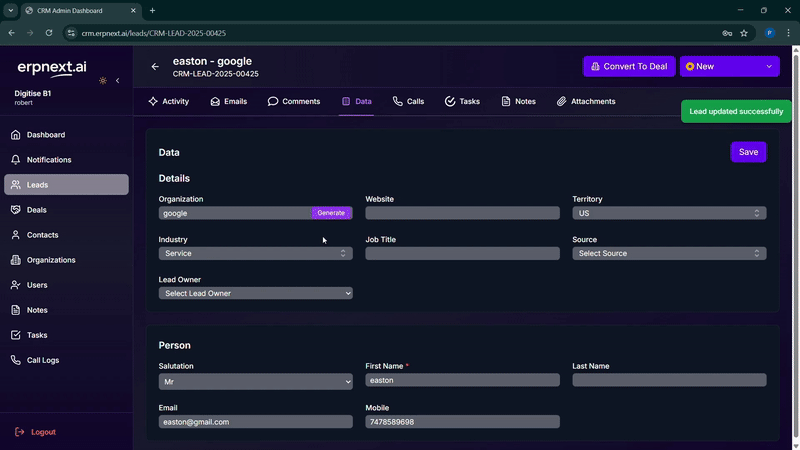 CRM Admin Dashboard
crm.erpnext.ai/leads/CRM-LEAD-2025-00425
P
erpnext.ai
Digitise B1
robert
Dashboard
Notifications
Leads
Deals
Contacts
Organizations
Users
Notes
Tasks
Call Logs
Logout
easton - google
CRM-LEAD-2025-00425
Convert To Deal
New
Activity
Emails
Comments
Data
Calls
Tasks
Notes
Attachments
Lead updated successfully
Data
Save
Details
Organization Website Territory
google Generate US
Industry Job Title Source
Service Select Source
Lead Owner
Select Lead Owner
Person
Salutation First Name * Last Name
Mr easton
Email Mobile
easton@gmail.com 7478589698